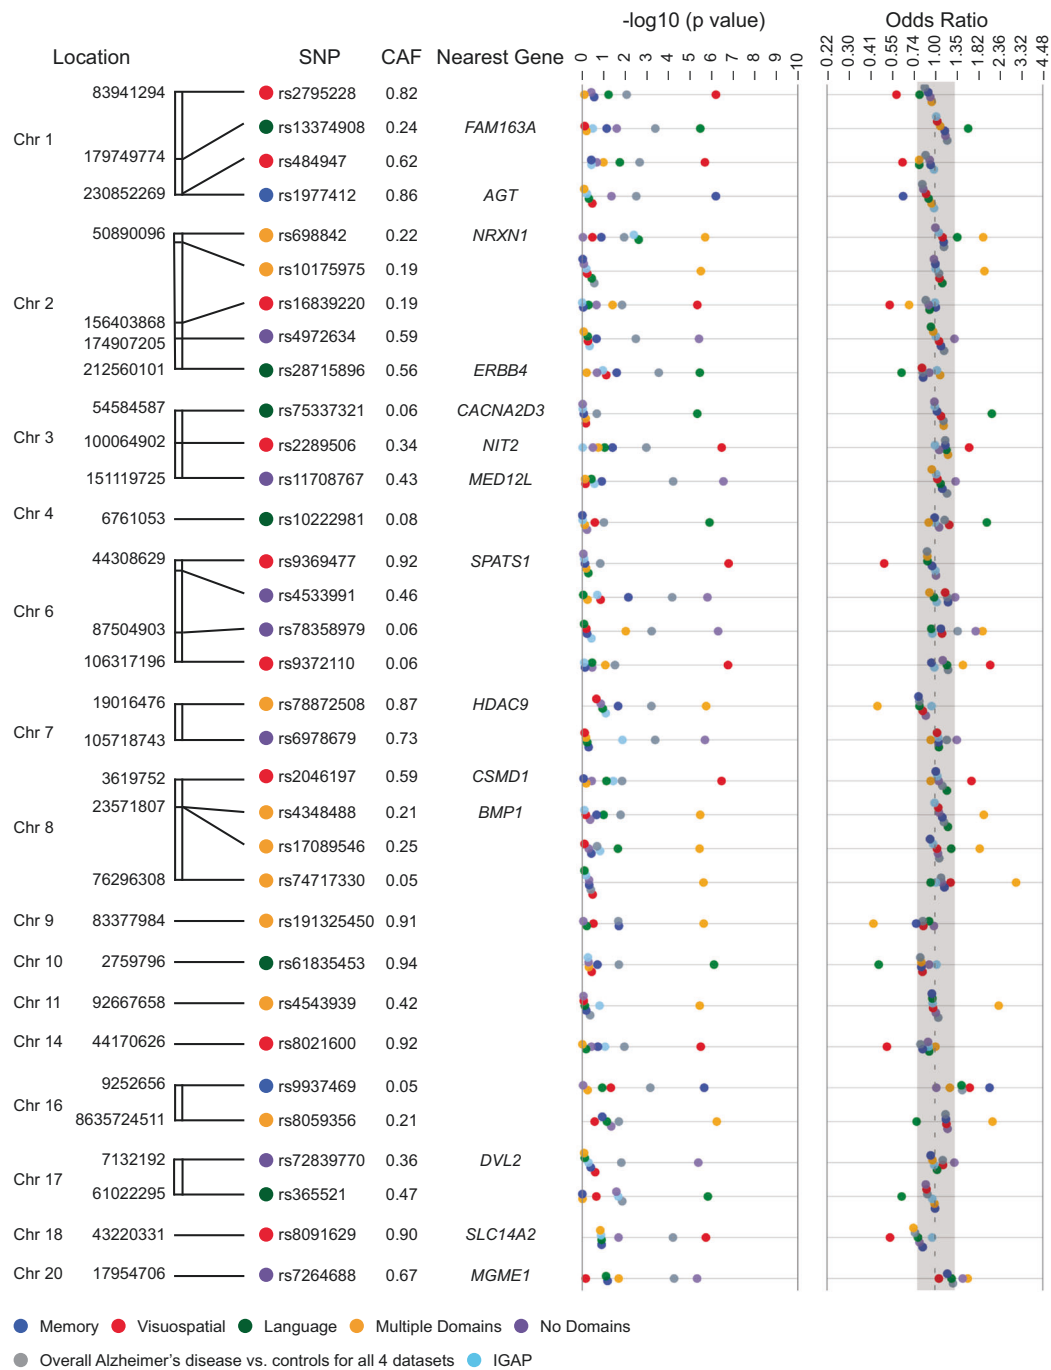 -log10 (p value) Odds Ratio
Location SNP CAF Nearest Gene
0 1 2 3 4 5 6 7 8 9 10
0.22 0.30 0.41 0.55 0.74 1.00 1.35 1.82 2.36 3.32 4.48
Chr 1
83941294 rs2795228 0.82
rs13374908 0.24 FAM163A
179749774 rs484947 0.62
230852269 rs1977412 0.86 AGT
Chr 2
50890096 rs698842 0.22 NRXN1
rs10175975 0.19
156403868 rs16839220 0.19
174907205 rs4972634 0.59
212560101 rs28715896 0.56 ERBB4
Chr 3
54584587 rs75337321 0.06 CACNA2D3
100064902 rs2289506 0.34 NIT2
151119725 rs11708767 0.43 MED12L
Chr 4 6761053 rs10222981 0.08
Chr 6
44308629 rs9369477 0.92 SPATS1
rs4533991 0.46
87504903 rs78358979 0.06
106317196 rs9372110 0.06
Chr 7
19016476 rs78872508 0.87 HDAC9
105718743 rs6978679 0.73
Chr 8
3619752 rs2046197 0.59 CSMD1
23571807 rs4348488 0.21 BMP1
rs17089546 0.25
76296308 rs74717330 0.05
Chr 9 83377984 rs191325450 0.91
Chr 10 2759796 rs61835453 0.94
Chr 11 92667658 rs4543939 0.42
Chr 14 44170626 rs8021600 0.92
Chr 16
9252656 rs9937469 0.05
8635724511 rs8059356 0.21
Chr 17
7132192 rs72839770 0.36 DVL2
61022295 rs365521 0.47
Chr 18 43220331 rs8091629 0.90 SLC14A2
Chr 20 17954706 rs7264688 0.67 MGME1
Memory Visuospatial Language Multiple Domains No Domains
Overall Alzheimer's disease vs. controls for all 4 datasets IGAP